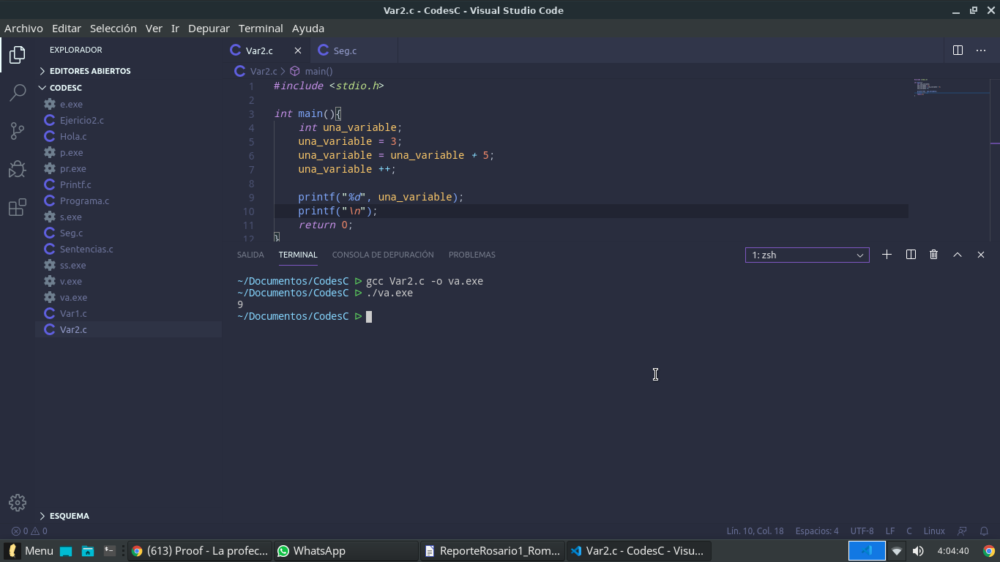 Var2.c - CodesC - Visual Studio Code
Archivo Editar Selección Ver Ir Depurar Terminal Ayuda
EXPLORADOR
EDITORES ABIERTOS
CODESC
e.exe
Ejericio2.c
Hola.c
p.exe
pr.exe
Printf.c
Programa.c
s.exe
Seg.c
Sentencias.c
ss.exe
v.exe
va.exe
Var1.c
Var2.c
ESQUEMA
Var2.c Seg.c
Var2.c > main()
1 #include <stdio.h>
2
3 int main(){
4 int una_variable;
5 una_variable = 3;
6 una_variable = una_variable + 5;
7 una_variable ++;
8
9 printf("%d", una_variable);
10 printf("\n");
11 return 0;
12 }
SALIDA TERMINAL CONSOLA DE DEPURACIÓN PROBLEMAS 1: zsh
~/Documentos/CodesC ▷ gcc Var2.c -o va.exe
~/Documentos/CodesC ▷ ./va.exe
9
~/Documentos/CodesC ▷
0 0 Lín. 10, Col. 18 Espacios: 4 UTF-8 LF C Linux
Menu (613) Proof - La profec... WhatsApp ReporteRosario1_Rom... Var2.c - CodesC - Visu... 4:04:40